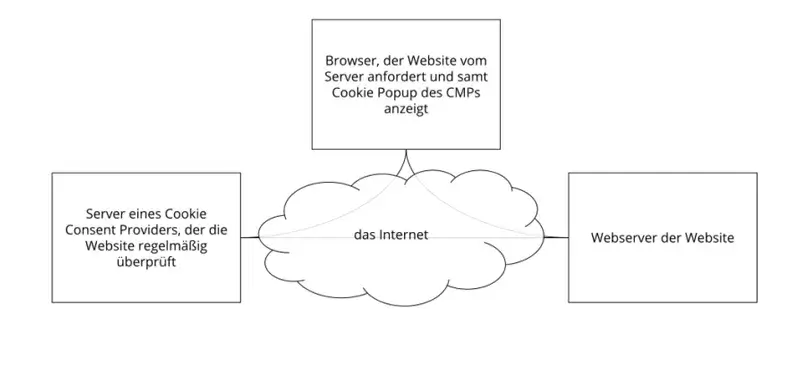 Browser, der Website vom
Server anfordert und samt
Cookie Popup des CMPs
anzeigt
Server eines Cookie
Consent Providers, der die
Website regelmäßig
überprüft
das Internet
Webserver der Website